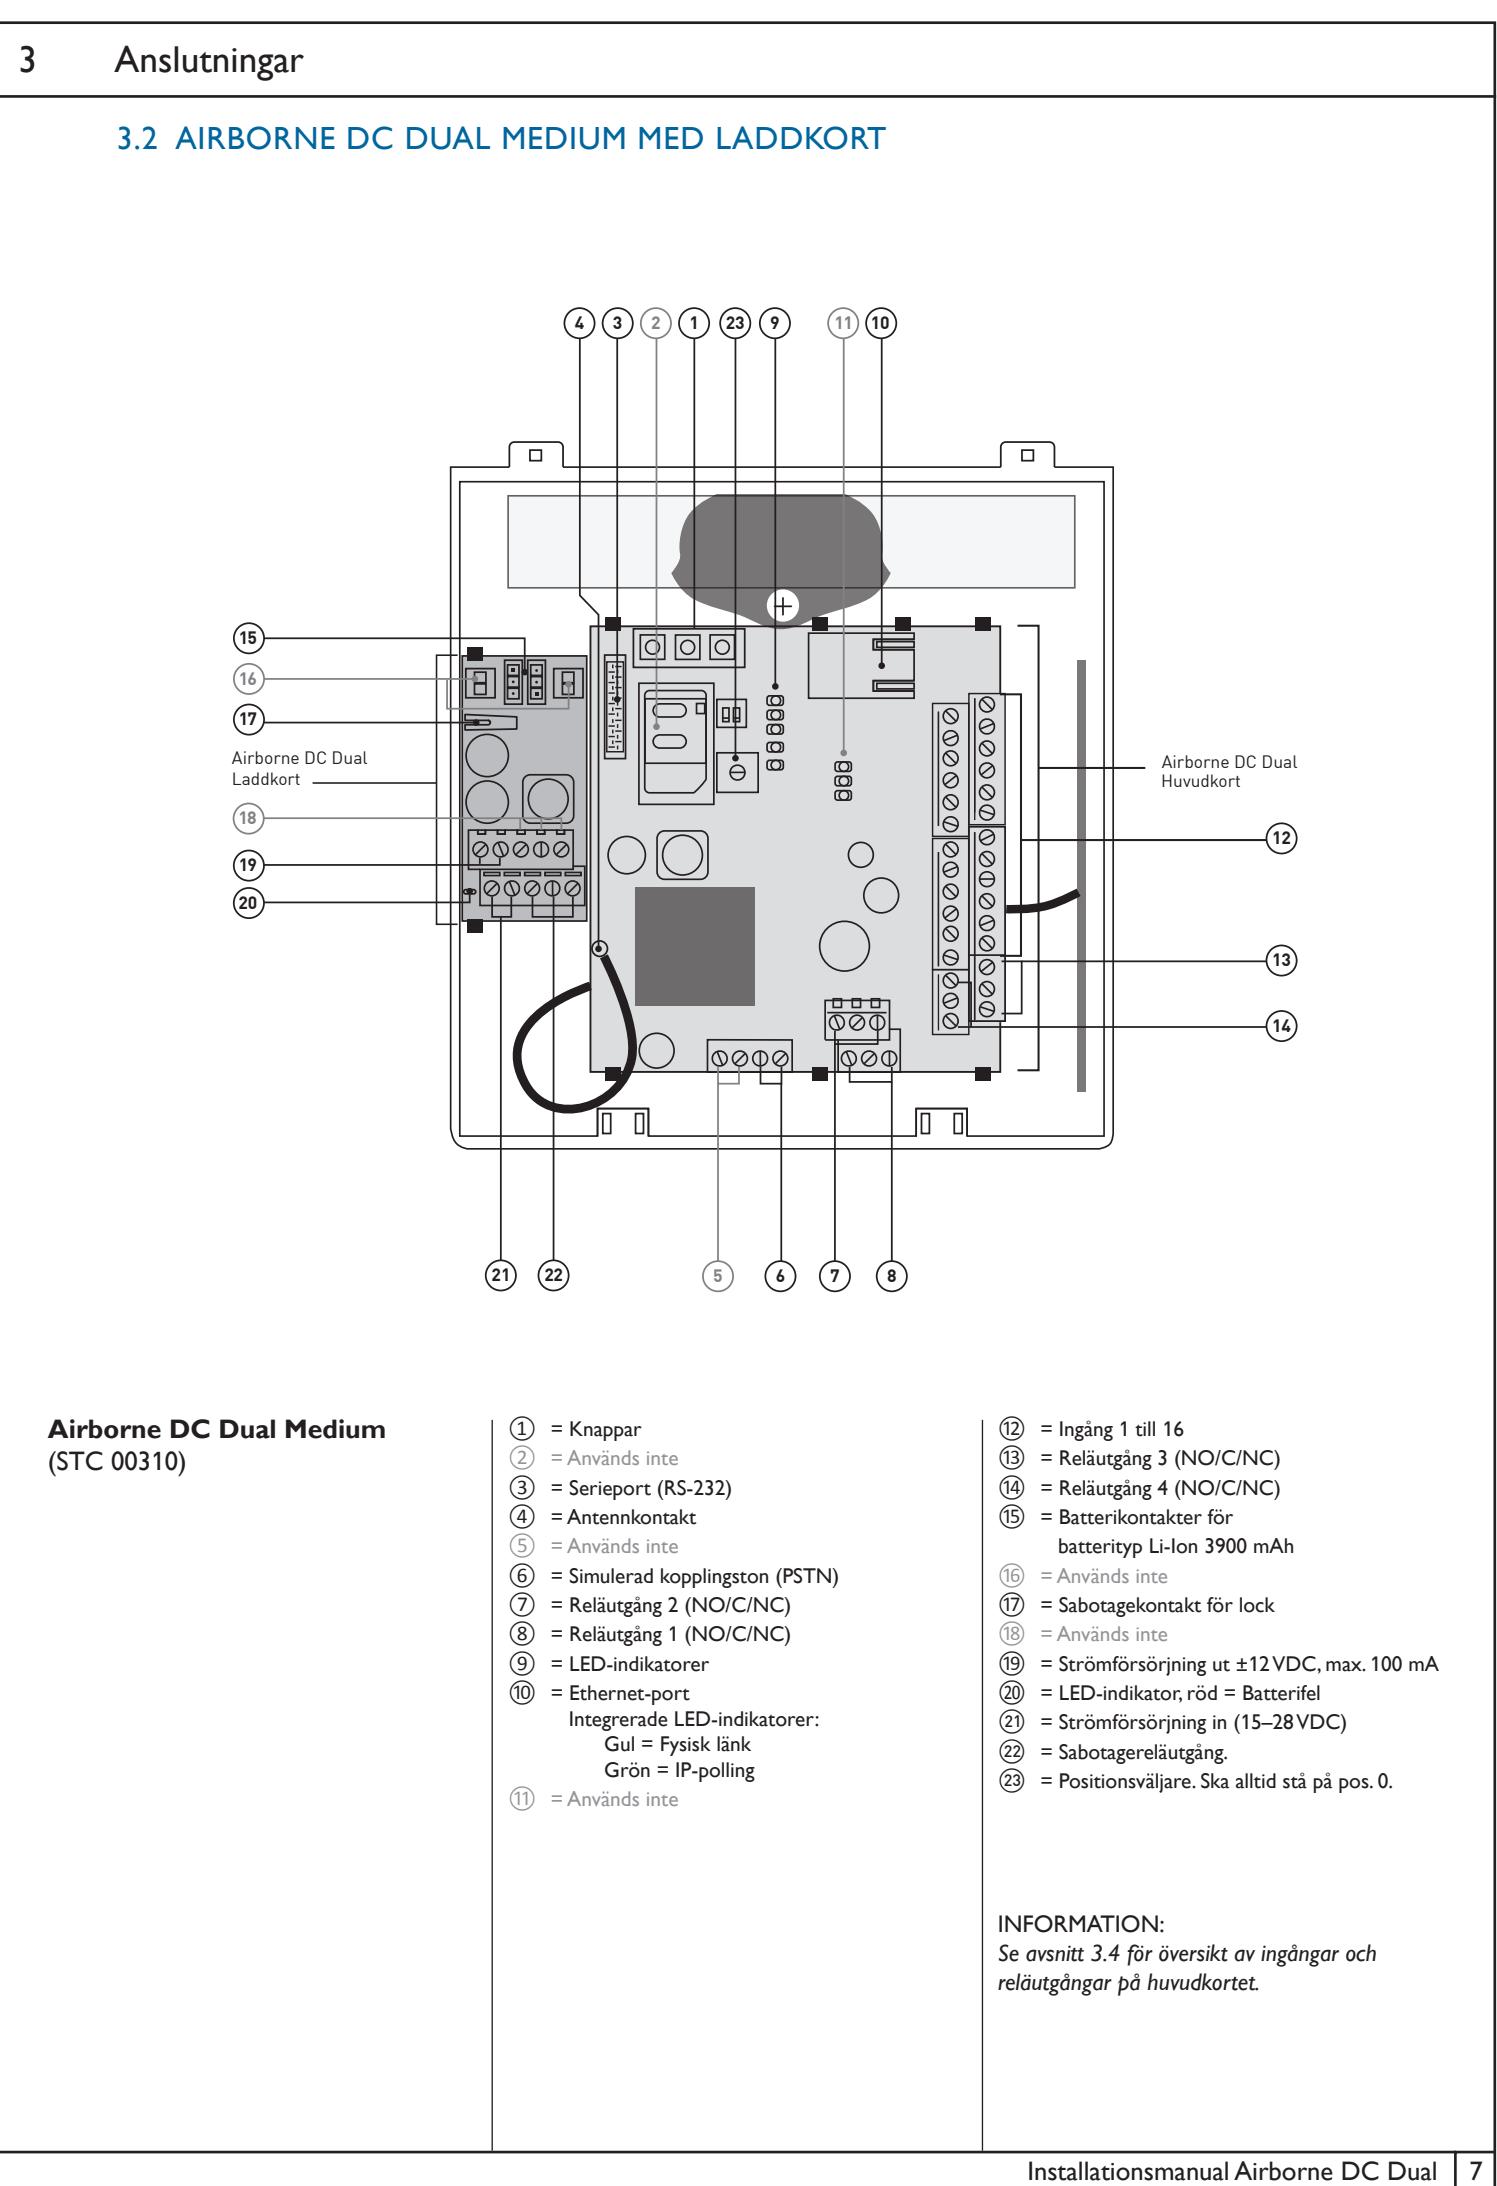 3 Anslutningar
3.2 AIRBORNE DC DUAL MEDIUM MED LADDKORT
4 3 2 1 23 9 11 10
15
16
17
Airborne DC Dual
Laddkort
18
19
20
Airborne DC Dual
Huvudkort
12
13
14
21 22 5 6 7 8
Airborne DC Dual Medium
(STC 00310)
1 = Knappar
2 = Används inte
3 = Serieport (RS-232)
4 = Antennkontakt
5 = Används inte
6 = Simulerad kopplingston (PSTN)
7 = Reläutgång 2 (NO/C/NC)
8 = Reläutgång 1 (NO/C/NC)
9 = LED-indikatorer
10 = Ethernet-port
Integrerade LED-indikatorer:
Gul = Fysisk länk
Grön = IP-polling
11 = Används inte
12 = Ingång 1 till 16
13 = Reläutgång 3 (NO/C/NC)
14 = Reläutgång 4 (NO/C/NC)
15 = Batterikontakter för
batterityp Li-Ion 3900 mAh
16 = Används inte
17 = Sabotagekontakt för lock
18 = Används inte
19 = Strömförsörjning ut ±12 VDC, max. 100 mA
20 = LED-indikator, röd = Batterifel
21 = Strömförsörjning in (15–28 VDC)
22 = Sabotagereläutgång.
23 = Positionsväljare. Ska alltid stå på pos. 0.
INFORMATION:
Se avsnitt 3.4 för översikt av ingångar och
reläutgångar på huvudkortet.
Installationsmanual Airborne DC Dual 7